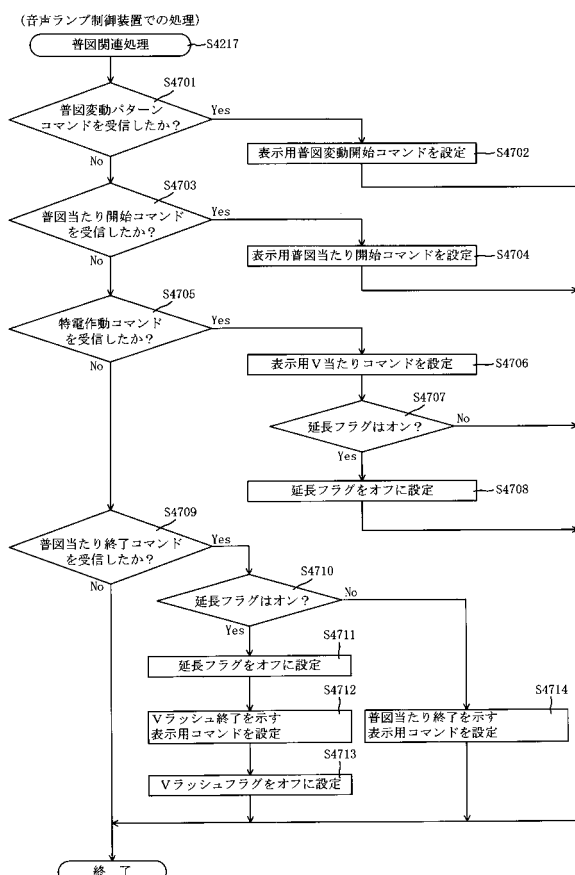 (音声ランプ制御装置での処理)
普図関連処理
S4217
S4701
普図変動パターン
コマンドを受信したか?
Yes
No
表示用普図変動開始コマンドを設定
S4702
S4703
普図当たり開始コマンド
を受信したか?
Yes
No
表示用普図当たり開始コマンドを設定
S4704
S4705
特電作動コマンド
を受信したか?
Yes
No
表示用V当たりコマンドを設定
S4706
S4707
延長フラグはオン?
No
Yes
延長フラグをオフに設定
S4708
S4709
普図当たり終了コマンド
を受信したか?
Yes
No
S4710
延長フラグはオン?
No
Yes
S4711
延長フラグをオフに設定
S4712
Vラッシュ終了を示す
表示用コマンドを設定
S4713
Vラッシュフラグをオフに設定
S4714
普図当たり終了を示す
表示用コマンドを設定
終 了